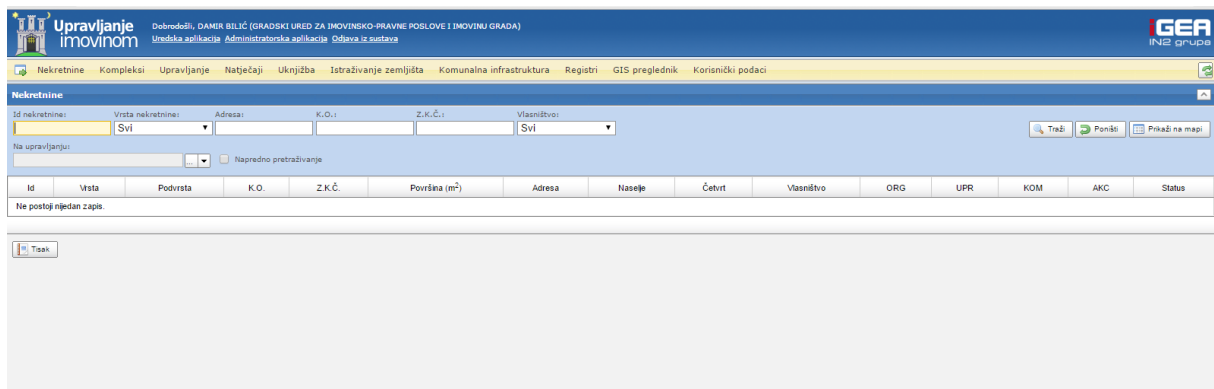 Upravljanje imovinom
Dobrodošli, DAMIR BILIĆ (GRADSKI URED ZA IMOVINSKO-PRAVNE POSLOVE I IMOVINU GRADA)
Uredska aplikacija Administratorska aplikacija Odjava iz sustava
iGEA
IN2 grupa
Nekretnine Kompleksi Upravljanje Natječaji Uknjižba Istraživanje zemljišta Komunalna infrastruktura Registri GIS preglednik Korisnički podaci
Nekretnine
Id nekretnine: Vrsta nekretnine: Adresa: K.O.: Z.K.Č.: Vlasništvo:
Svi Svi Traži Poništi Prikaži na mapi
Na upravljanju:
... Napredno pretraživanje
Id Vrsta Podvrsta K.O. Z.K.Č. Površina (m²) Adresa Naselje Četvrt Vlasništvo ORG UPR KOM AKC Status
Ne postoji nijedan zapis.
Tisak